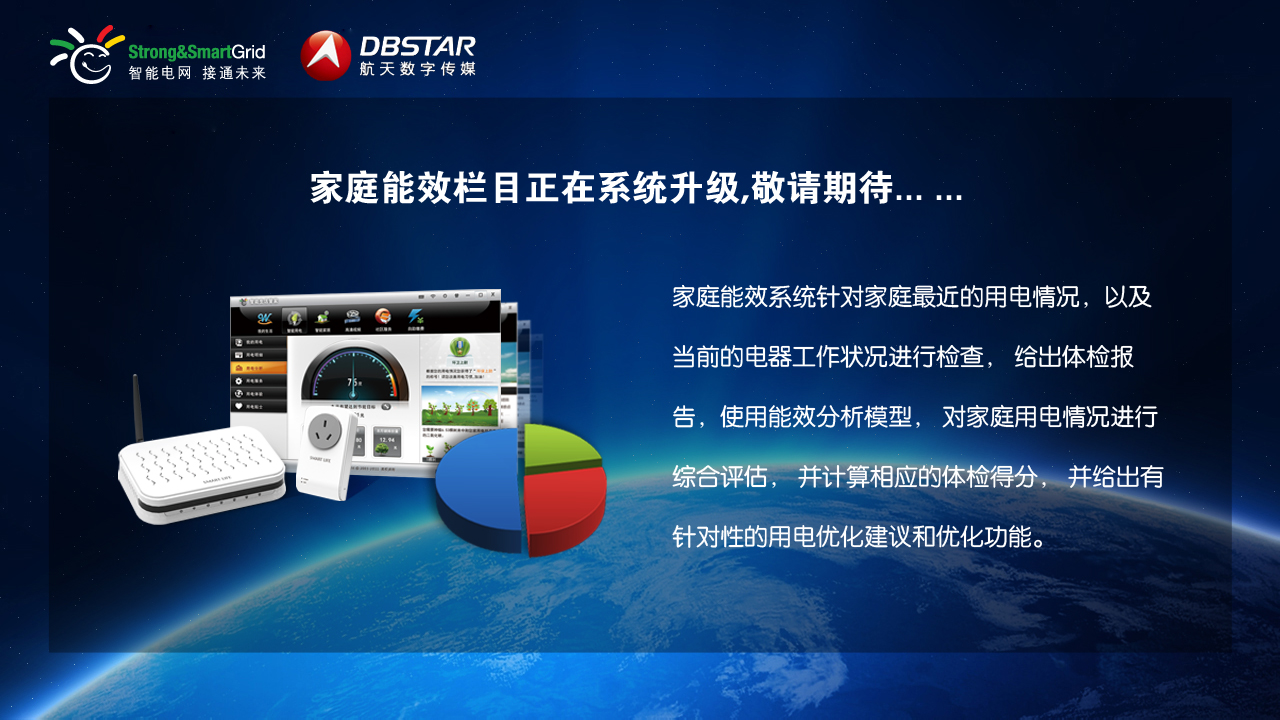 Strong&SmartGrid
智能电网 接通未来
DBSTAR
航天数字传媒
家庭能效栏目正在系统升级,敬请期待... ...
家庭能效系统针对家庭最近的用电情况，以及
当前的电器工作状况进行检查， 给出体检报
告，使用能效分析模型， 对家庭用电情况进行
综合评估， 并计算相应的体检得分， 并给出有
针对性的用电优化建议和优化功能。
SMART LIFE
SMART LIFE
12.94